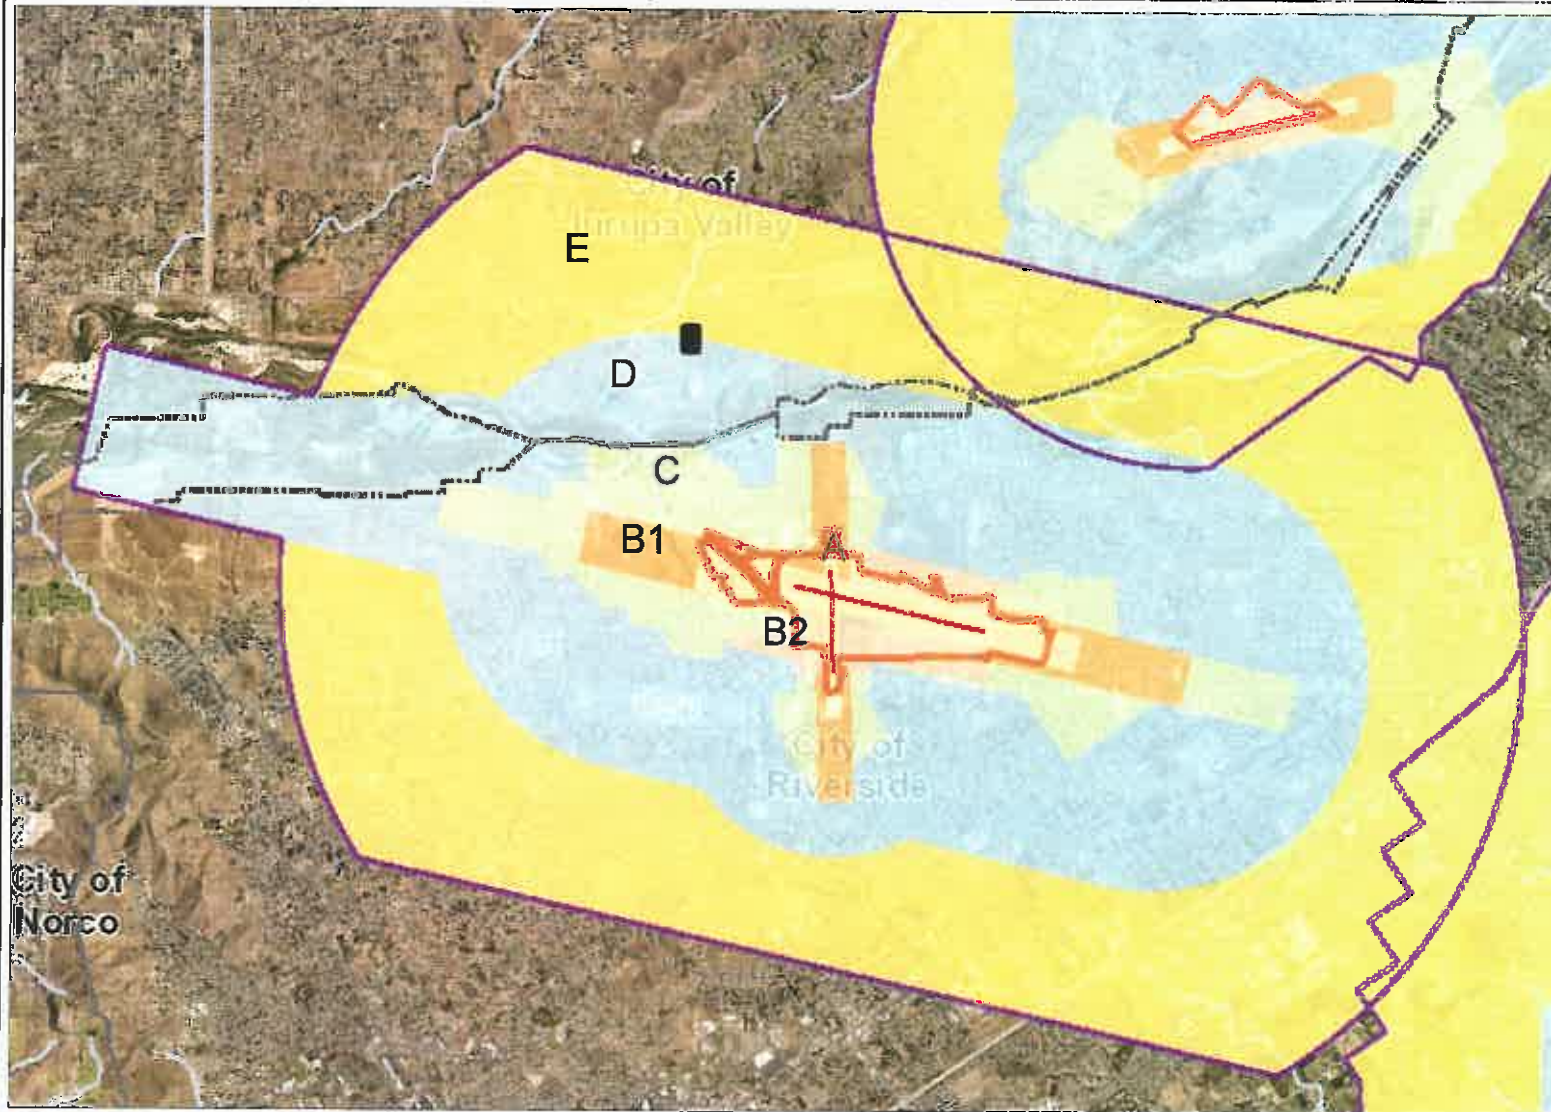 City of
Jurupa Valley
E
D
C
B1
A
B2
City of
Riverside
City of
Norco